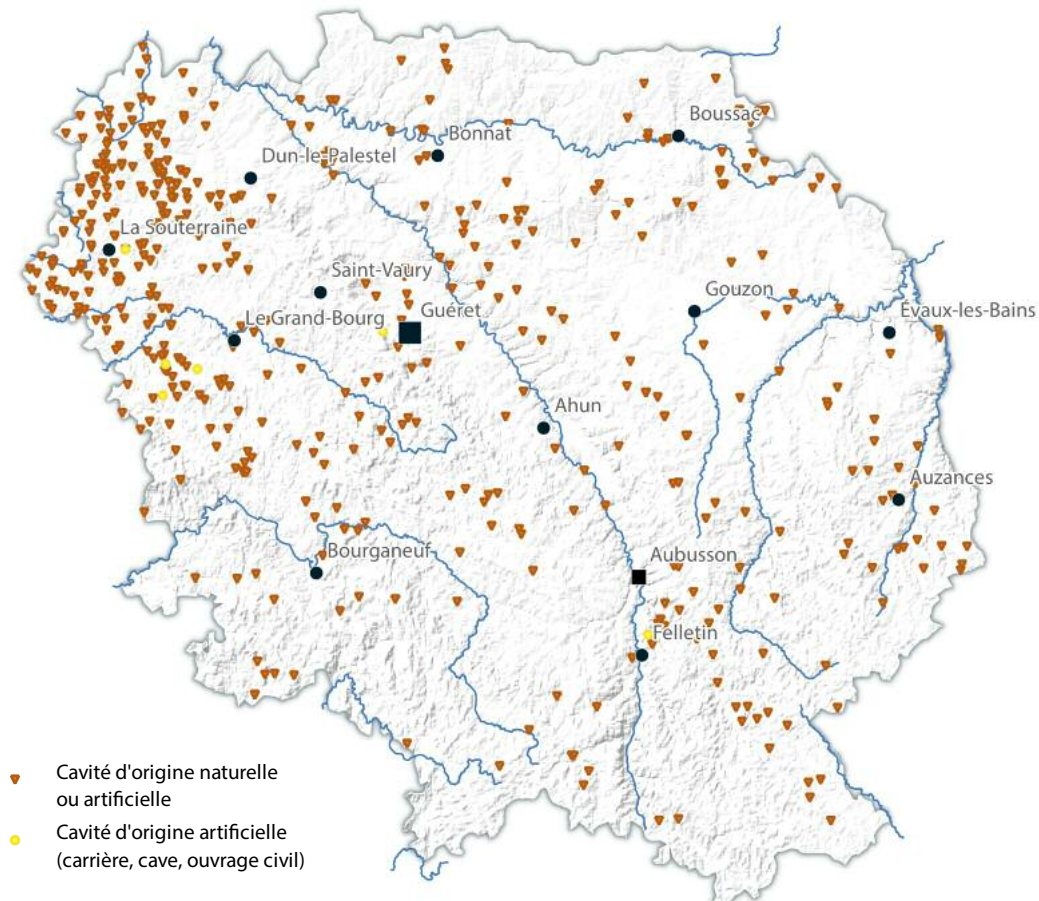 Boussac
Bonnat
Dun-le-Palestel
La Souterraine
Saint-Vaury
Gouzon
Guéret
Le Grand-Bourg
Évaux-les-Bains
Ahun
Auzances
Aubusson
Bourganeuf
Felletin
Cavité d'origine naturelle
ou artificielle
Cavité d'origine artificielle
(carrière, cave, ouvrage civil)